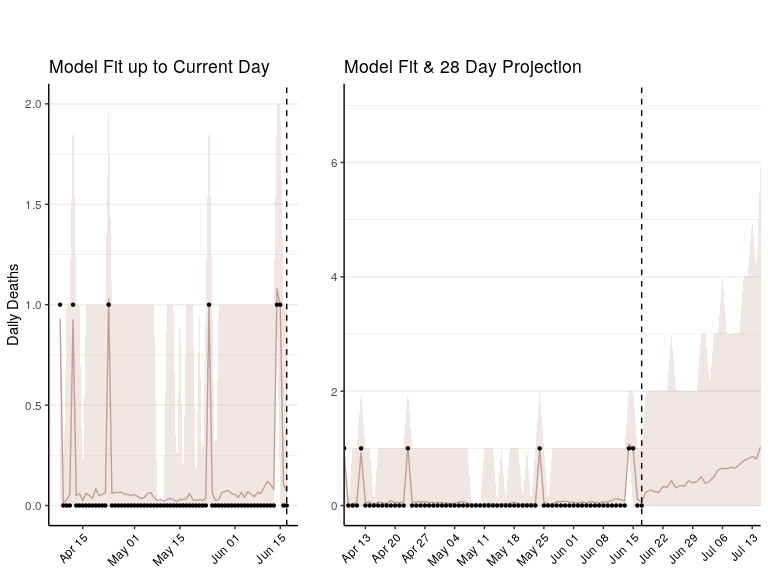 Model Fit up to Current Day
Model Fit & 28 Day Projection
Daily Deaths
2.0
1.5
1.0
0.5
0.0
Apr 15
May 01
May 15
Jun 01
Jun 15
6
4
2
0
Apr 13
Apr 20
Apr 27
May 04
May 11
May 18
May 25
Jun 01
Jun 08
Jun 15
Jun 22
Jun 29
Jul 06
Jul 13